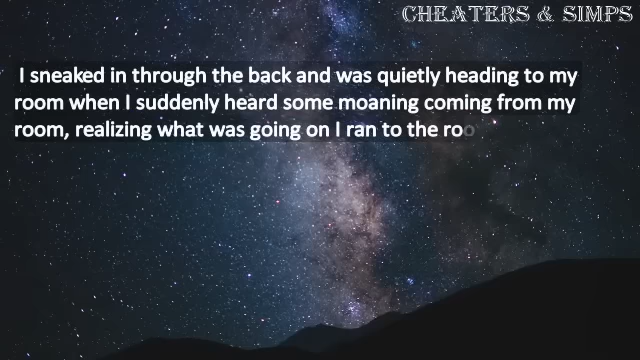 CHEATERS & SIMPS
I sneaked in through the back and was quietly heading to my
room when I suddenly heard some moaning coming from my
room, realizing what was going on I ran to the roo